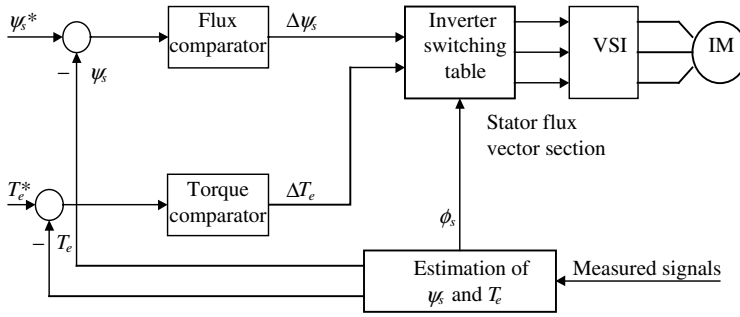 ψs*
Flux
comparator
Δψs
Inverter
switching
table
VSI
IM
−
ψs
Stator flux
vector section
Te*
Torque
comparator
ΔTe
ϕs
−
Te
Estimation of
ψs and Te
Measured signals